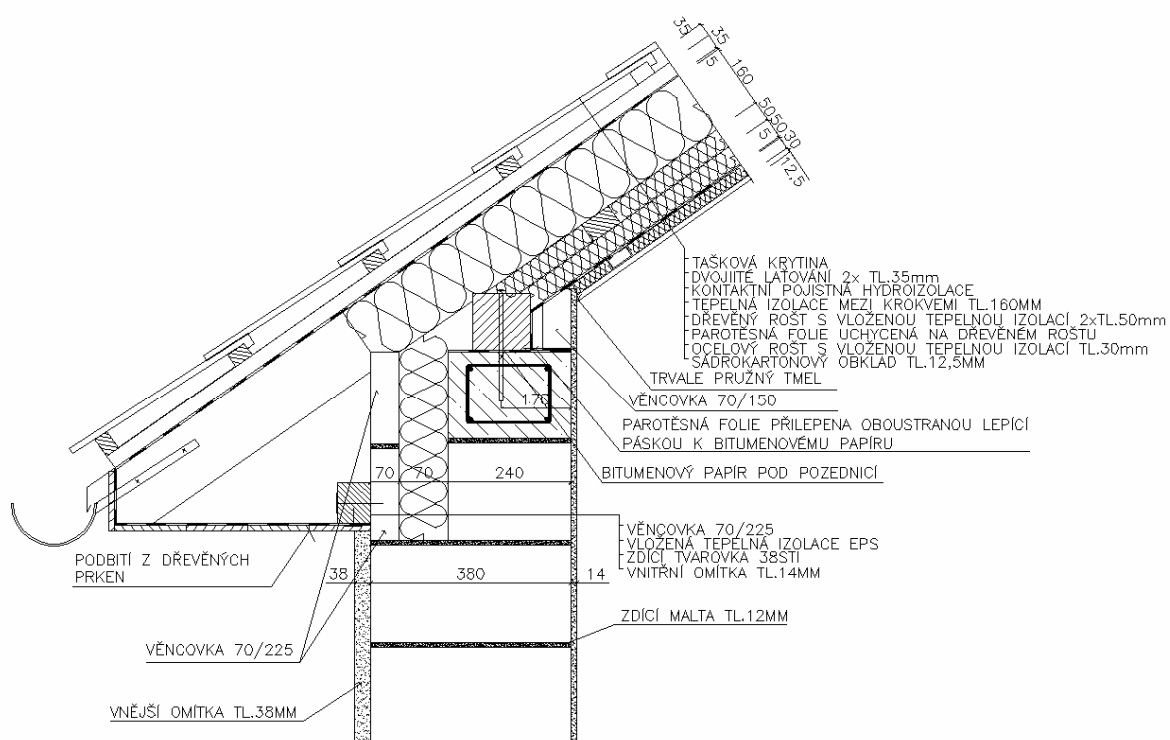 35
35
5
160
50
50
5
30
12,5
TAŠKOVÁ KRYTINA
DVOJIITÉ LAŤOVÁNÍ 2x TL.35mm
KONTAKTNÍ POJISTNÁ HYDROIZOLACE
TEPELNÁ IZOLACE MEZI KROKVEMI TL.160MM
DŘEVĚNÝ ROŠT S VLOŽENOU TEPELNOU IZOLACÍ 2xTL.50mm
PAROTĚSNÁ FOLIE UCHYCENÁ NA DŘEVĚNÉM ROŠTU
OCELOVÝ ROŠT S VLOŽENOU TEPELNOU IZOLACÍ TL.30mm
SÁDROKARTONOVÝ OBKLAD TL.12,5MM
TRVALE PRUŽNÝ TMEL
VĚNCOVKA 70/150
170
PAROTĚSNÁ FOLIE PŘILEPENA OBOUSTRANOU LEPÍCÍ
PÁSKOU K BITUMENOVÉMU PAPÍRU
BITUMENOVÝ PAPÍR POD POZEDNICÍ
70 70 240
VĚNCOVKA 70/225
VLOŽENÁ TEPELNÁ IZOLACE EPS
ZDÍCÍ TVAROVKA 38STI
VNITŘNÍ OMÍTKA TL.14MM
PODBITÍ Z DŘEVĚNÝCH
PRKEN
38 380 14
ZDÍCÍ MALTA TL.12MM
VĚNCOVKA 70/225
VNĚJŠÍ OMÍTKA TL.38MM